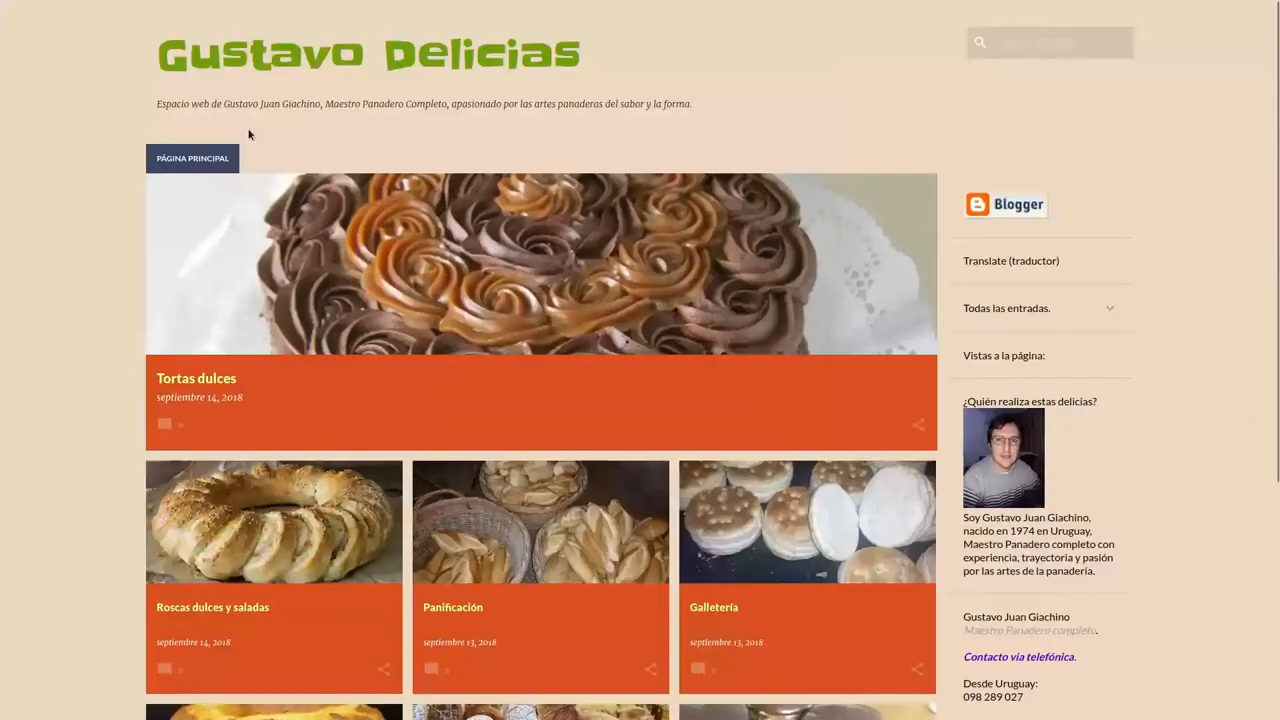 Gustavo Delicias
Espacio web de Gustavo Juan Giachino, Maestro Panadero Completo, apasionado por las artes panaderas del sabor y la forma.
PÁGINA PRINCIPAL
Blogger
Translate (traductor)
Todas las entradas.
Vistas a la página:
¿Quién realiza estas delicias?
Soy Gustavo Juan Giachino,
nacido en 1974 en Uruguay,
Maestro Panadero completo con
experiencia, trayectoria y pasión
por las artes de la panadería.
Gustavo Juan Giachino
Maestro Panadero completo.
Contacto via telefónica.
Desde Uruguay:
098 289 027
Tortas dulces
septiembre 14, 2018
Roscas dulces y saladas
septiembre 14, 2018
Panificación
septiembre 13, 2018
Galletería
septiembre 13, 2018